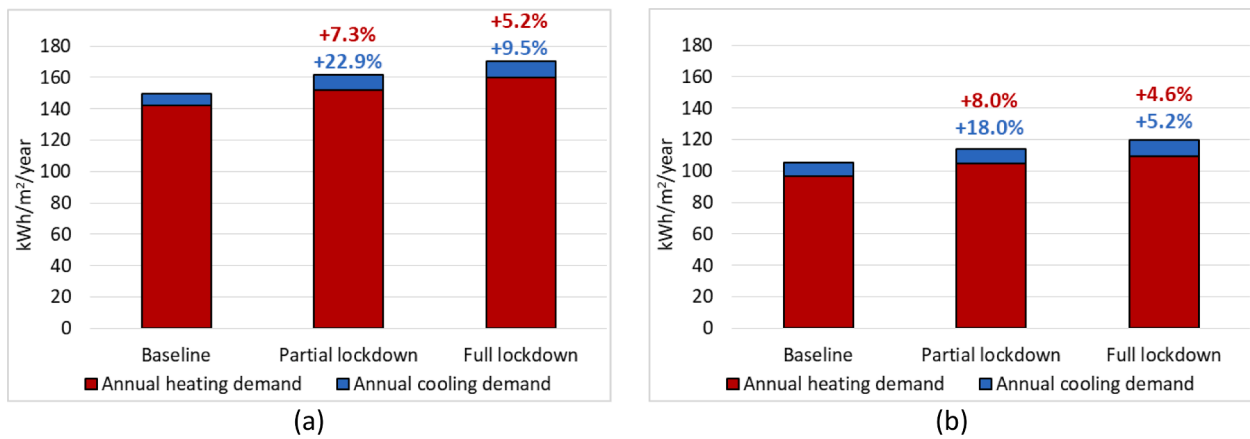 +7.3%
+5.2%
+22.9%
+9.5%
180
160
140
120
100
80
60
40
20
0
kWh/m²/year
Baseline
Partial lockdown
Full lockdown
Annual heating demand
Annual cooling demand
(a)
180
160
140
120
100
80
60
40
20
0
kWh/m²/year
+8.0%
+4.6%
+18.0%
+5.2%
Baseline
Partial lockdown
Full lockdown
Annual heating demand
Annual cooling demand
(b)